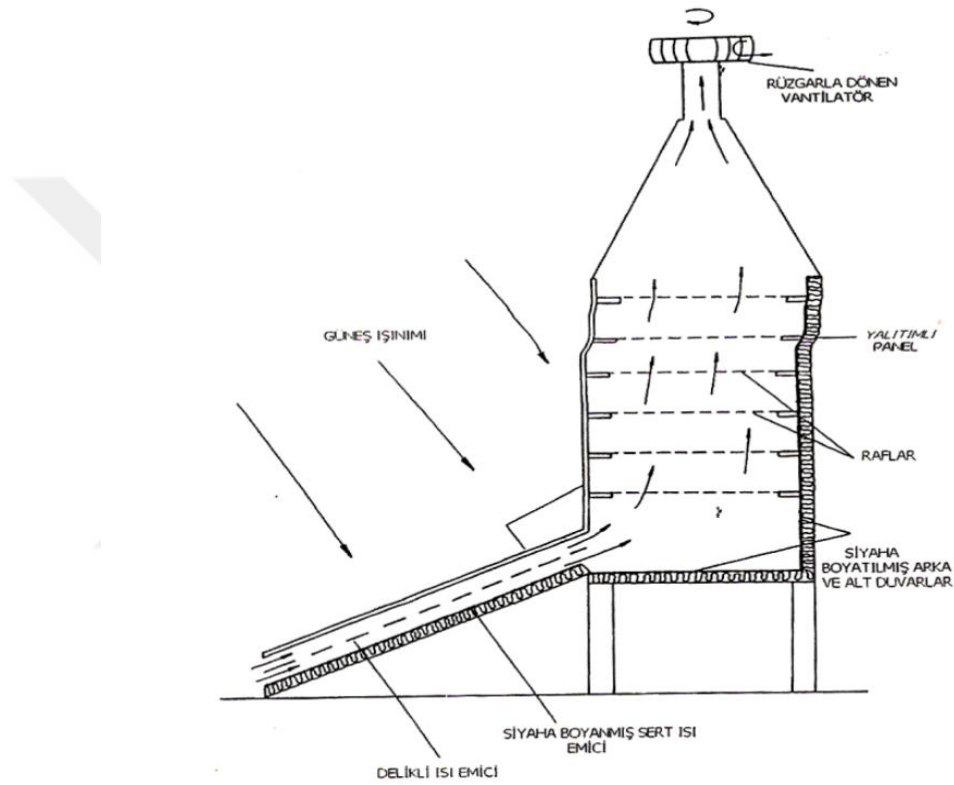 RÜZGARLA DÖNEN
VANTİLATÖR
GÜNEŞ IŞINIMI
YALITIMLI
PANEL
RAFLAR
SİYAHA
BOYATILMIŞ ARKA
VE ALT DUVARLAR
SİYAHA BOYANMIŞ SERT ISI
EMİCİ
DELİKLİ ISI EMİCİ